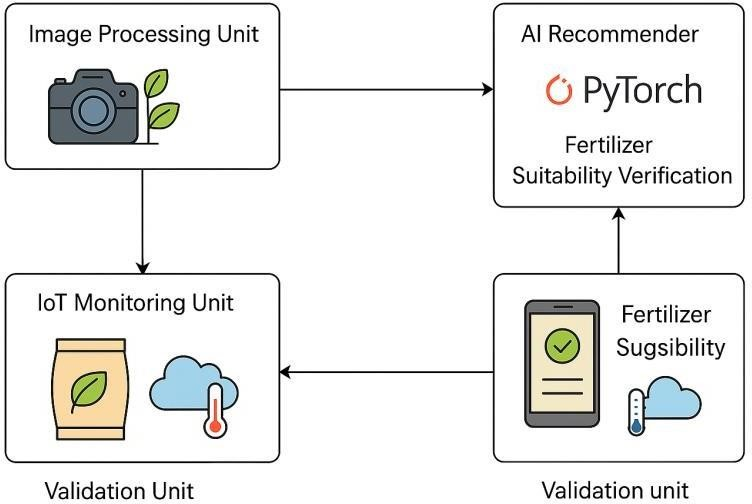 Image Processing Unit
AI Recommender
PyTorch
Fertilizer
Suitability Verification
IoT Monitoring Unit
Fertilizer
Sugsibility
Validation Unit
Validation unit